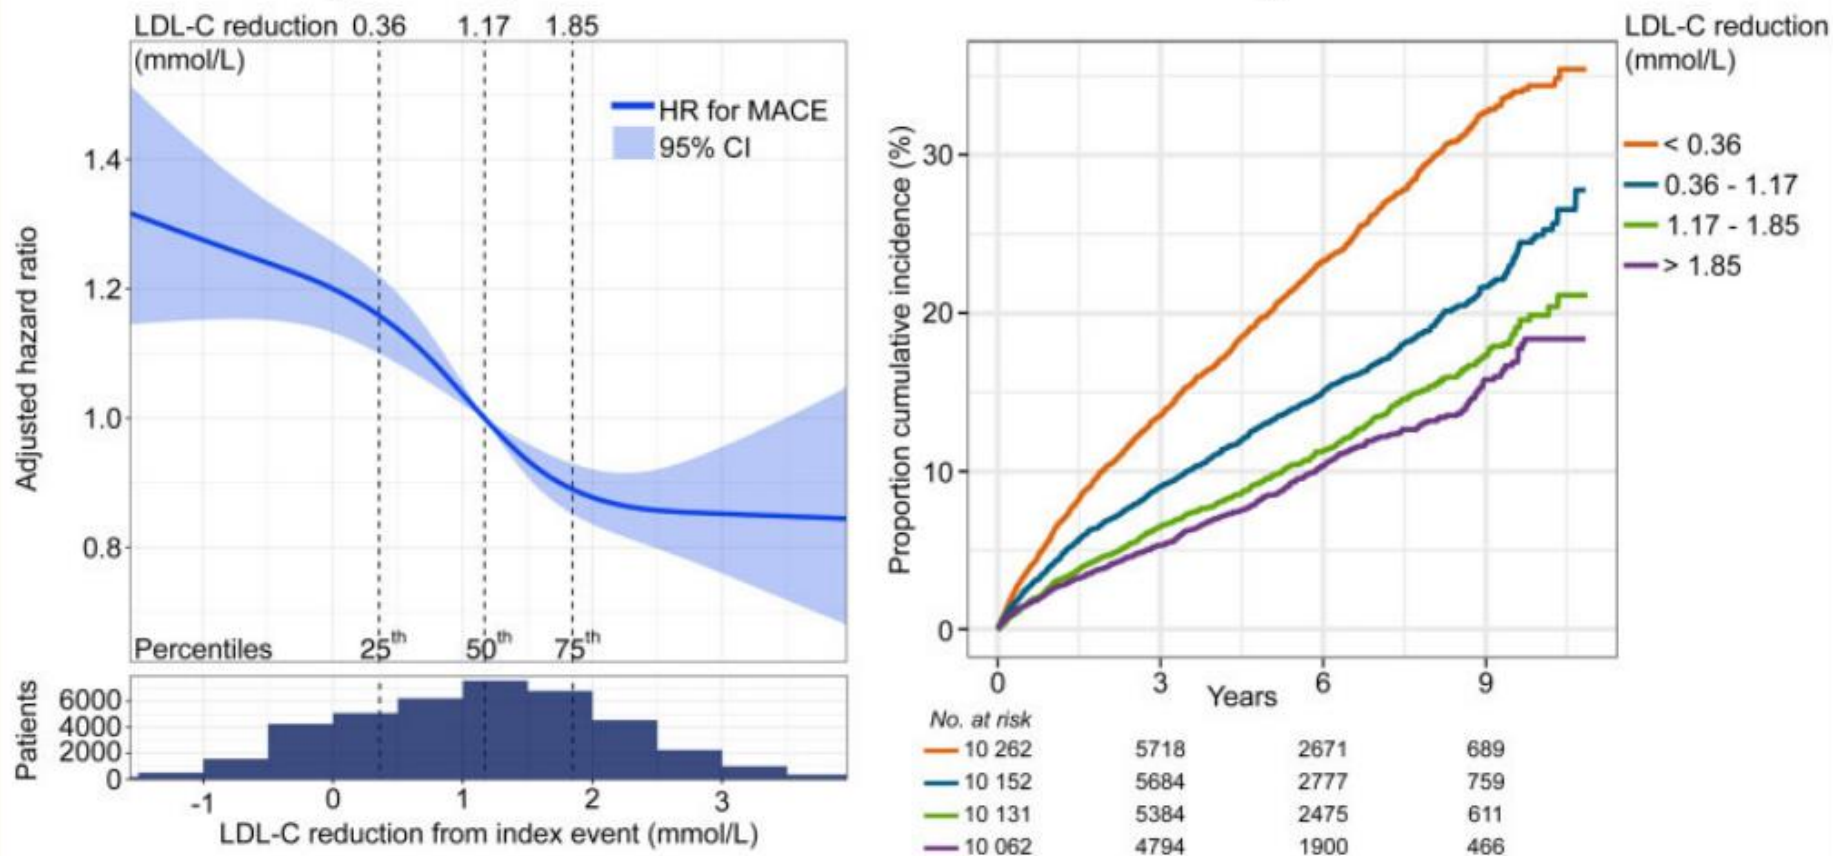 LDL-C reduction 0.36 1.17 1.85
(mmol/L)
HR for MACE
95% CI
Adjusted hazard ratio
1.4
1.2
1.0
0.8
Percentiles 25th 50th 75th
Patients
6000
4000
2000
0
-1 0 1 2 3
LDL-C reduction from index event (mmol/L)
LDL-C reduction
(mmol/L)
< 0.36
0.36 - 1.17
1.17 - 1.85
> 1.85
Proportion cumulative incidence (%)
30
20
10
0
0 3 6 9
Years
No. at risk
10 262 5718 2671 689
10 152 5684 2777 759
10 131 5384 2475 611
10 062 4794 1900 466